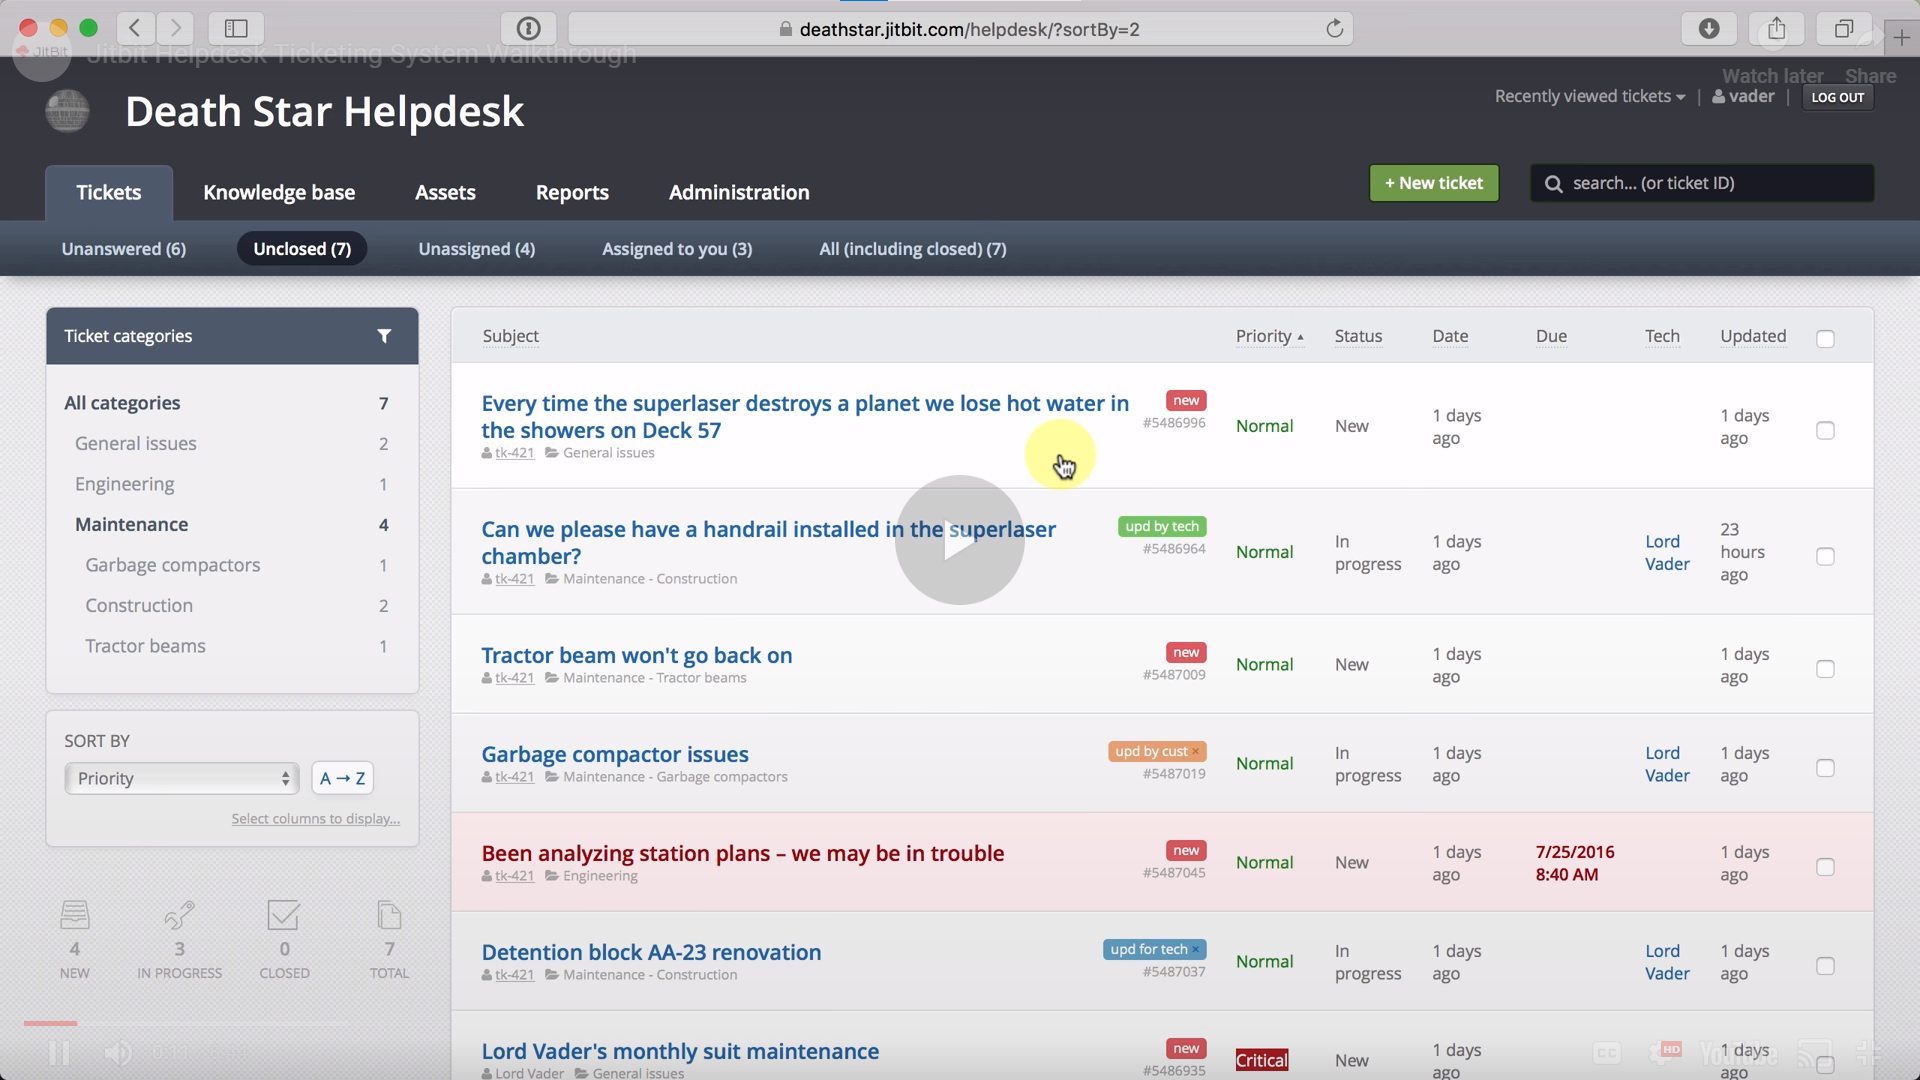 deathstar.jitbit.com/helpdesk/?sortBy=2
JitBit
Jitbit Helpdesk Ticketing System Walkthrough
Watch later Share
Death Star Helpdesk
Recently viewed tickets vader LOG OUT
Tickets Knowledge base Assets Reports Administration
+ New ticket search... (or ticket ID)
Unanswered (6) Unclosed (7) Unassigned (4) Assigned to you (3) All (including closed) (7)
Ticket categories
All categories 7
General issues 2
Engineering 1
Maintenance 4
Garbage compactors 1
Construction 2
Tractor beams 1
SORT BY
Priority A → Z
Select columns to display...
4 3 0 7
NEW IN PROGRESS CLOSED TOTAL
Subject Priority Status Date Due Tech Updated
Every time the superlaser destroys a planet we lose hot water in
the showers on Deck 57
tk-421 General issues
new
#5486996
Normal New 1 days
ago
1 days
ago
Can we please have a handrail installed in the superlaser
chamber?
tk-421 Maintenance - Construction
upd by tech
#5486964
Normal In
progress
1 days
ago
Lord
Vader
23
hours
ago
Tractor beam won't go back on
tk-421 Maintenance - Tractor beams
new
#5487009
Normal New 1 days
ago
1 days
ago
Garbage compactor issues
tk-421 Maintenance - Garbage compactors
upd by cust ×
#5487019
Normal In
progress
1 days
ago
Lord
Vader
1 days
ago
Been analyzing station plans – we may be in trouble
tk-421 Engineering
new
#5487045
Normal New 1 days
ago
7/25/2016
8:40 AM
1 days
ago
Detention block AA-23 renovation
tk-421 Maintenance - Construction
upd for tech ×
#5487037
Normal In
progress
1 days
ago
Lord
Vader
1 days
ago
Lord Vader's monthly suit maintenance
Lord Vader General issues
new
#5486935
Critical New 1 days
ago
1 days
ago
CC HD YouTube